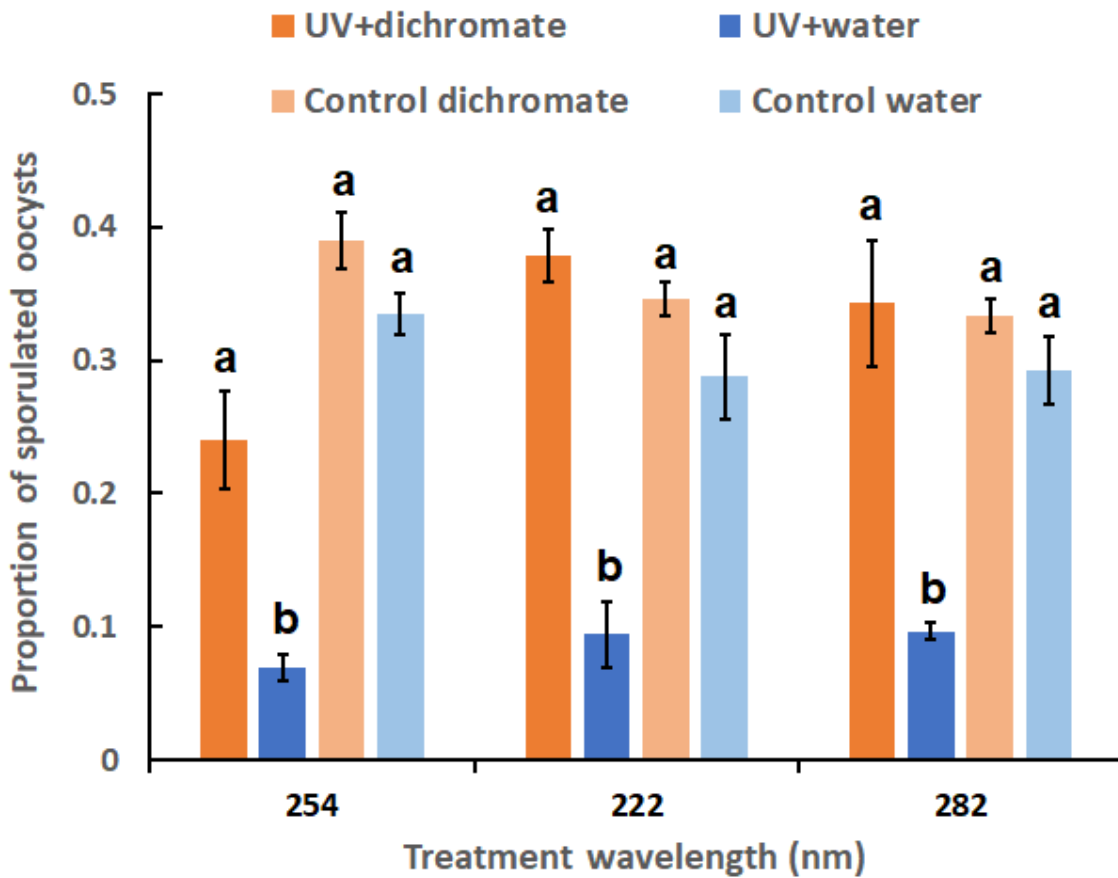 UV+dichromate UV+water
Control dichromate Control water
Proportion of sporulated oocysts
0.5
0.4
0.3
0.2
0.1
0
a b a a
a b a a
a b a a
254 222 282
Treatment wavelength (nm)